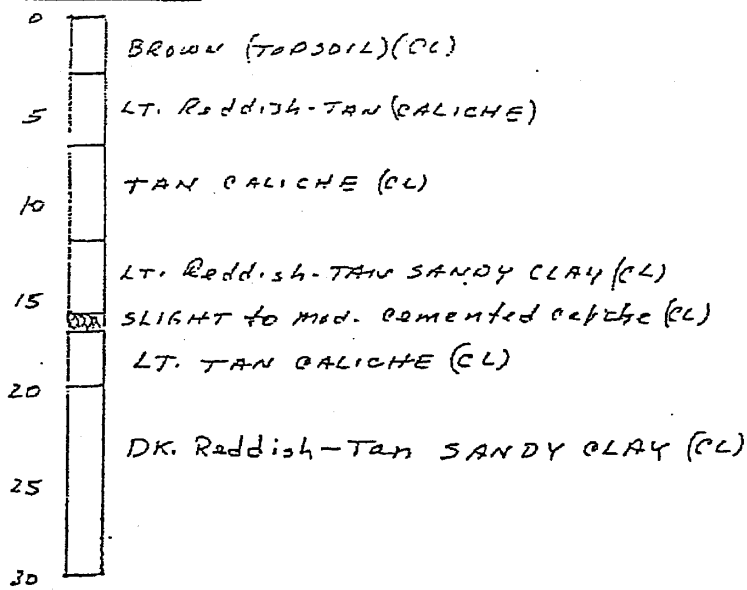 0
BROWN (TOPSOIL)(CL)
5
LT. Reddish-TAN (CALICHE)
TAN CALICHE (CL)
10
LT. Reddish-TAN SANDY CLAY (CL)
15
SLIGHT to mod. cemented caliche (CL)
LT. TAN CALICHE (CL)
20
DK. Reddish-Tan SANDY CLAY (CL)
25
30